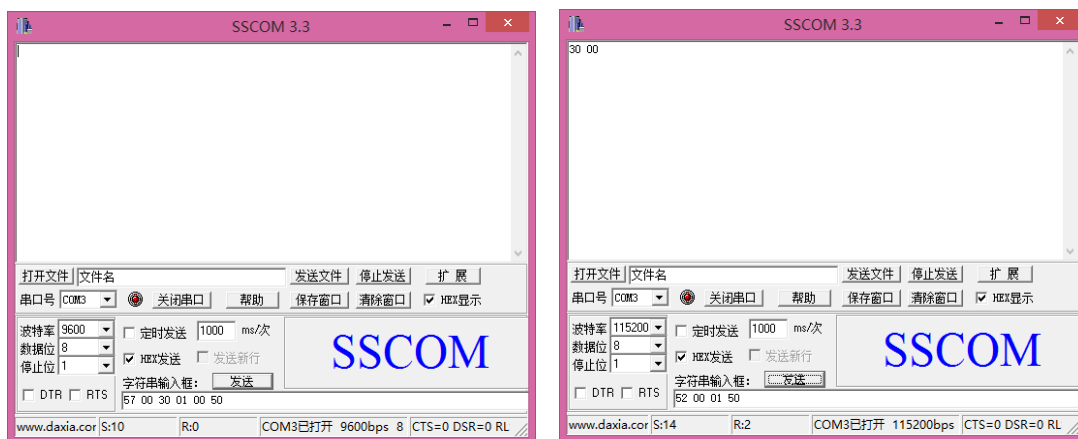 SSCOM 3.3
打开文件 文件名 发送文件 停止发送 扩 展
串口号 COM3 关闭串口 帮助 保存窗口 清除窗口 HEX显示
波特率 9600 定时发送 1000 ms/次
数据位 8 HEX发送 发送新行
停止位 1 字符串输入框： 发送
DTR RTS 57 00 30 01 00 50
SSCOM
www.daxia.cor S:10 R:0 COM3已打开 9600bps 8 CTS=0 DSR=0 RL
SSCOM 3.3
30 00
打开文件 文件名 发送文件 停止发送 扩 展
串口号 COM3 关闭串口 帮助 保存窗口 清除窗口 HEX显示
波特率 115200 定时发送 1000 ms/次
数据位 8 HEX发送 发送新行
停止位 1 字符串输入框： 发送
DTR RTS 52 00 01 50
SSCOM
www.daxia.cor S:14 R:2 COM3已打开 115200bps CTS=0 DSR=0 RL